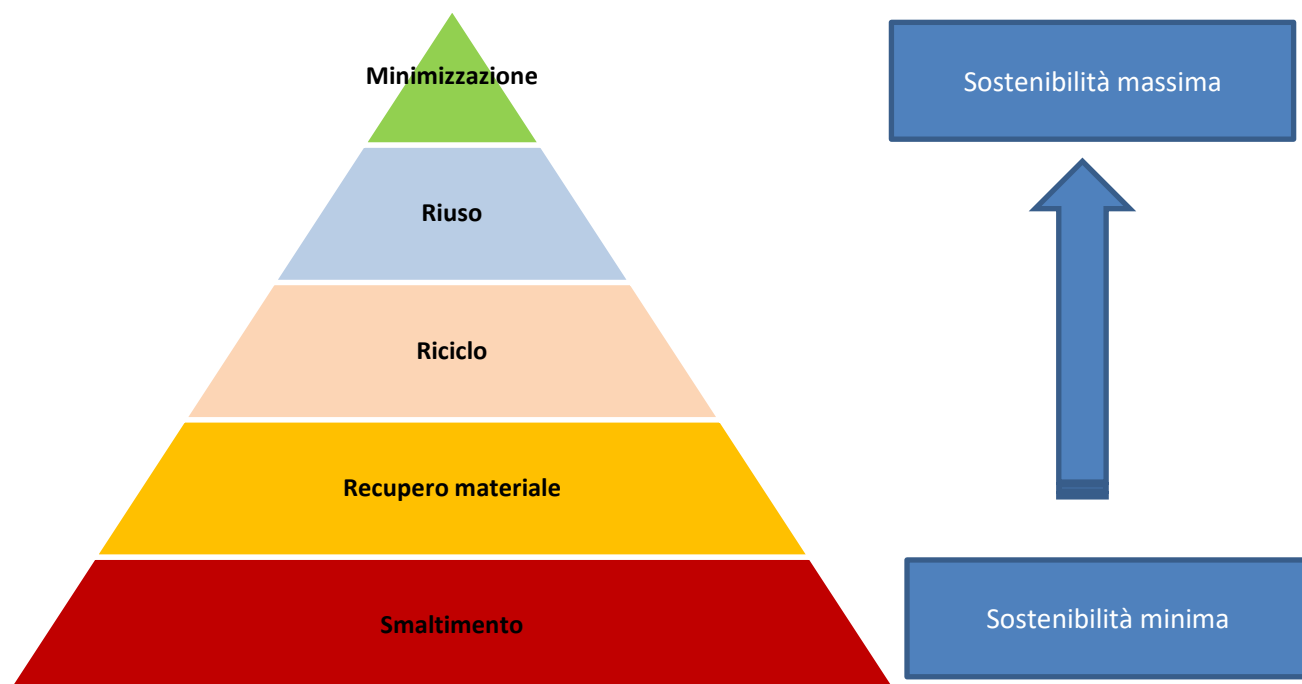 Minimizzazione
Sostenibilità massima
Riuso
Riciclo
Recupero materiale
Smaltimento
Sostenibilità minima